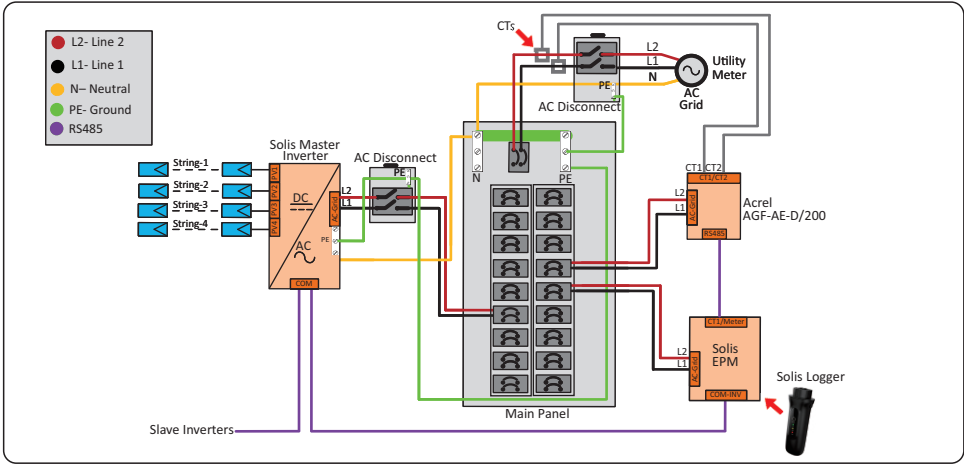 L2- Line 2
L1- Line 1
N– Neutral
PE- Ground
RS485
CTs
L2
L1
N
Utility
Meter
AC
Grid
PE
AC Disconnect
Solis Master
Inverter
AC Disconnect
PE
String-1
String-2
String-3
String-4
PV1
PV2
PV3
PV4
DC
AC
L2
L1
AC-Grid
PE
COM
N
PE
Main Panel
CT1 CT2
CT1/CT2
L2
L1
AC-Grid
RS485
Acrel
AGF-AE-D/200
CT1/Meter
Solis
EPM
L2
L1
AC-Grid
COM-INV
Solis Logger
Slave Inverters